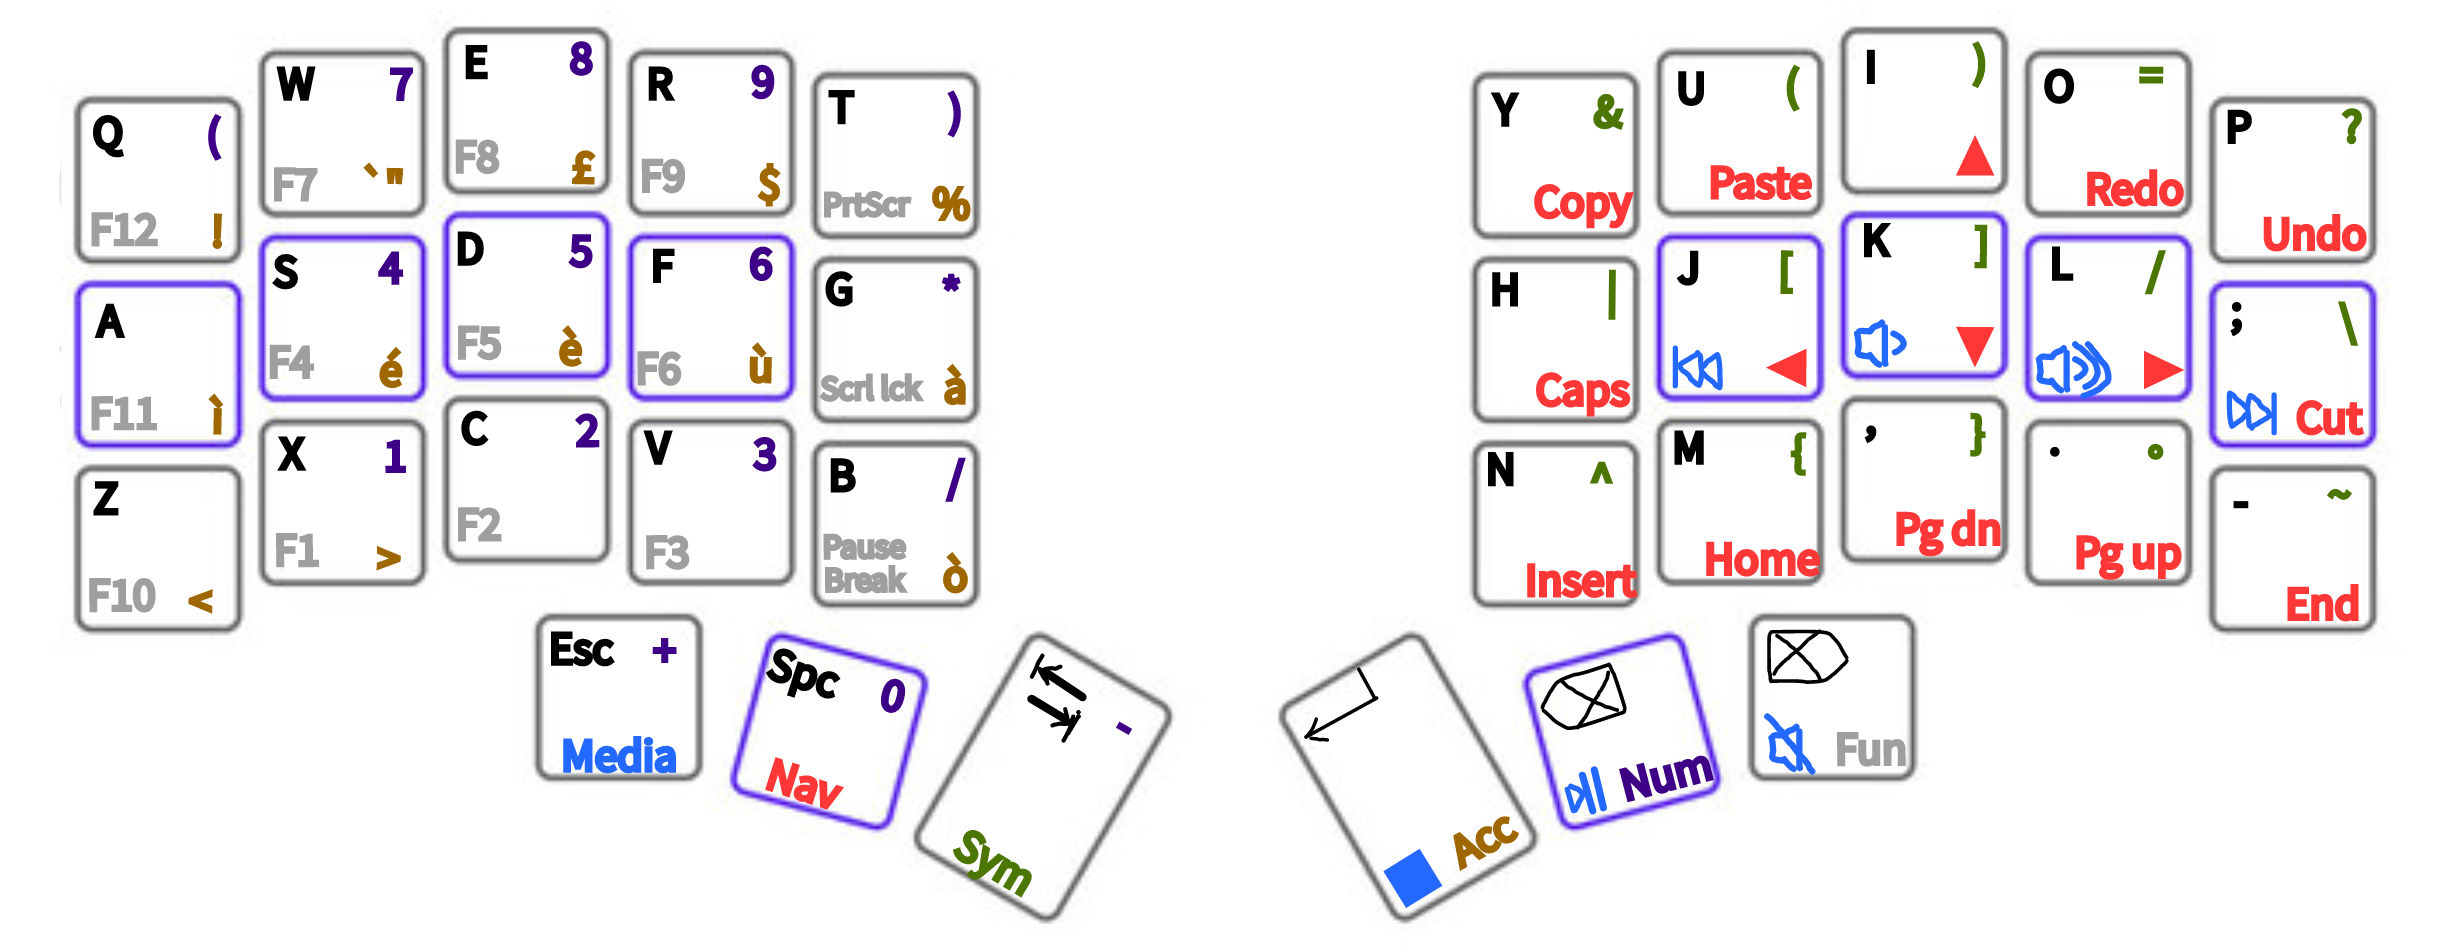 Q (
F12 !
W 7
F7 ` "
E 8
F8 £
R 9
F9 $
T )
PrtScr %
Y &
Copy
U (
Paste
I )
▲
O =
Redo
P ?
Undo
A
F11 ì
S 4
F4 é
D 5
F5 è
F 6
F6 ù
G *
Scrl lck à
H |
Caps
J [
◀
K ]
▼
L /
▶
; \
Cut
Z
F10 <
X 1
F1 >
C 2
F2
V 3
F3
B /
Pause
Break ò
N ^
Insert
M {
Home
, }
Pg dn
. °
Pg up
- ~
End
Esc +
Media
Spc 0
Nav
-
Sym
Acc
Num
Fun